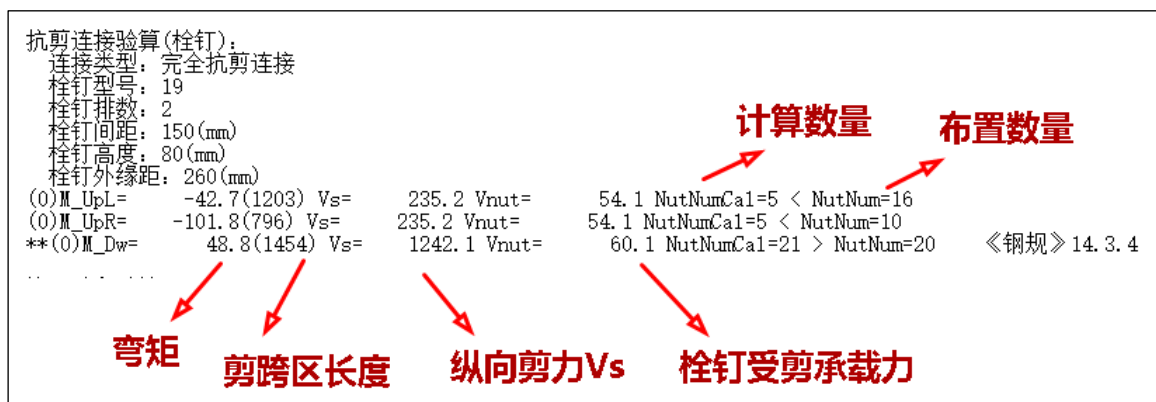 抗剪连接验算(栓钉):
连接类型: 完全抗剪连接
栓钉型号: 19
栓钉排数: 2
栓钉间距: 150(mm)
栓钉高度: 80(mm)
栓钉外缘距: 260(mm)
计算数量 布置数量
(0)M_UpL= -42.7(1203) Vs= 235.2 Vnut= 54.1 NutNumCal=5 < NutNum=16
(0)M_UpR= -101.8(796) Vs= 235.2 Vnut= 54.1 NutNumCal=5 < NutNum=10
**(0)M_Dw= 48.8(1454) Vs= 1242.1 Vnut= 60.1 NutNumCal=21 > NutNum=20 《钢规》14.3.4
弯矩 剪跨区长度 纵向剪力Vs 栓钉受剪承载力